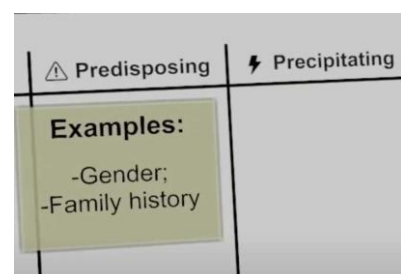 Predisposing
Precipitating
Examples:
-Gender;
-Family history